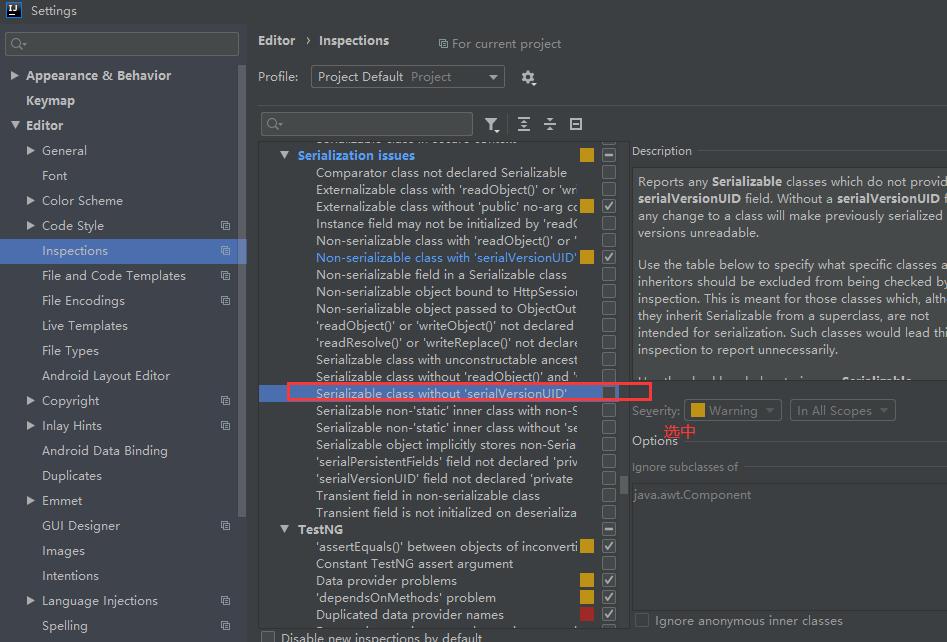 Settings
Editor › Inspections
For current project
Profile:
Project Default Project
Appearance & Behavior
Keymap
Editor
General
Font
Color Scheme
Code Style
Inspections
File and Code Templates
File Encodings
Live Templates
File Types
Android Layout Editor
Copyright
Inlay Hints
Android Data Binding
Duplicates
Emmet
GUI Designer
Images
Intentions
Language Injections
Spelling
Serialization issues
Comparator class not declared Serializable
Externalizable class with 'readObject()' or 'wri
Externalizable class without 'public' no-arg co
Instance field may not be initialized by 'readO
Non-serializable class with 'readObject()' or '
Non-serializable class with 'serialVersionUID'
Non-serializable field in a Serializable class
Non-serializable object bound to HttpSession
Non-serializable object passed to ObjectOut
'readObject()' or 'writeObject()' not declared
'readResolve()' or 'writeReplace()' not declare
Serializable class with unconstructable ancest
Serializable class without 'readObject()' and '
Serializable class without 'serialVersionUID'
Serializable non-'static' inner class with non-S
Serializable non-'static' inner class without 'se
Serializable object implicitly stores non-Seria
'serialPersistentFields' field not declared 'priv
'serialVersionUID' field not declared 'private
Transient field in non-serializable class
Transient field is not initialized on deserializa
TestNG
'assertEquals()' between objects of inconverti
Constant TestNG assert argument
Data provider problems
'dependsOnMethods' problem
Duplicated data provider names
Disable new inspections by default
Description
Reports any Serializable classes which do not provid
serialVersionUID field. Without a serialVersionUID f
any change to a class will make previously serialized
versions unreadable.
Use the table below to specify what specific classes a
inheritors should be excluded from being checked by
inspection. This is meant for those classes which, alth
they inherit Serializable from a superclass, are not
intended for serialization. Such classes would lead thi
inspection to report unnecessarily.
Severity: Warning In All Scopes
选中
Options
Ignore subclasses of
java.awt.Component
Ignore anonymous inner classes